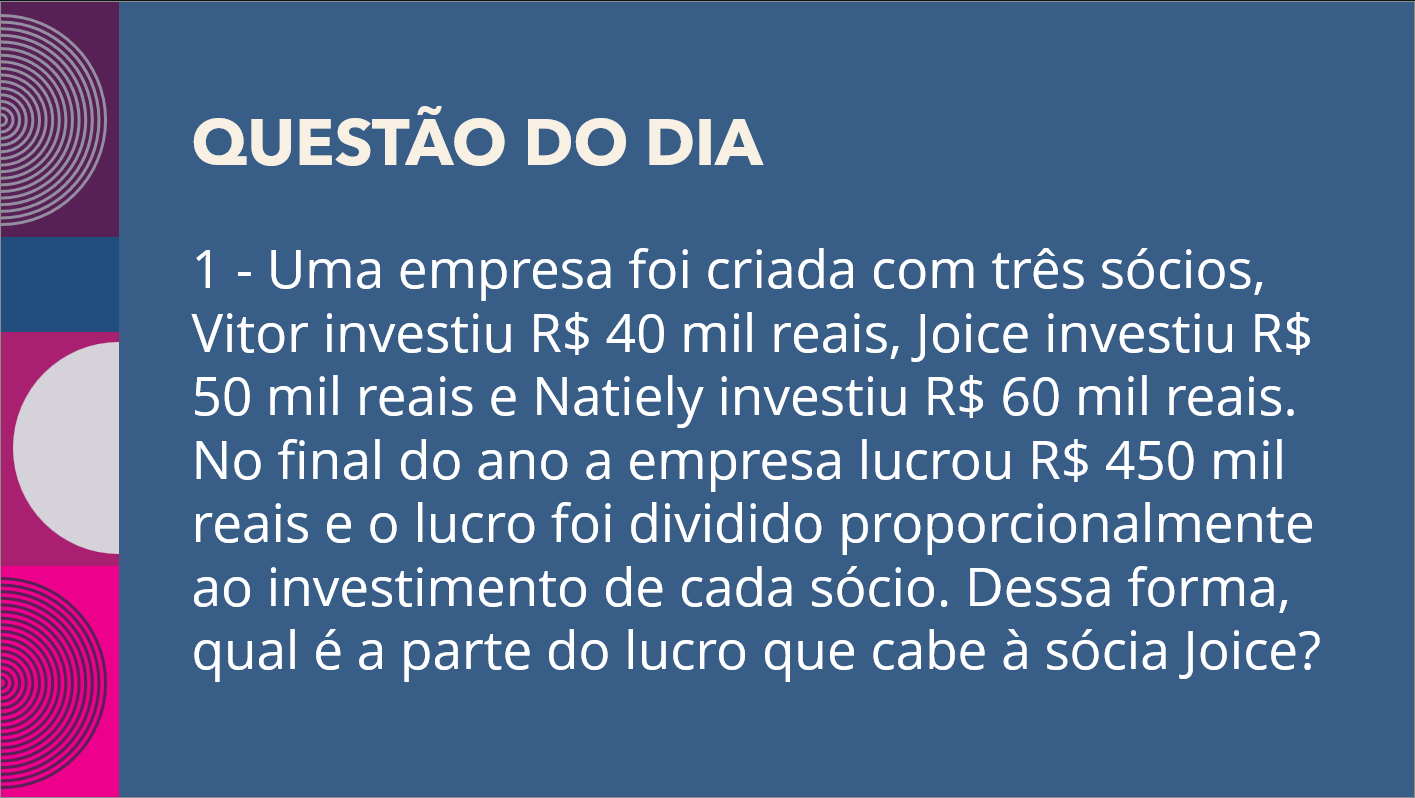 QUESTÃO DO DIA
1 - Uma empresa foi criada com três sócios,
Vitor investiu R$ 40 mil reais, Joice investiu R$
50 mil reais e Natiely investiu R$ 60 mil reais.
No final do ano a empresa lucrou R$ 450 mil
reais e o lucro foi dividido proporcionalmente
ao investimento de cada sócio. Dessa forma,
qual é a parte do lucro que cabe à sócia Joice?